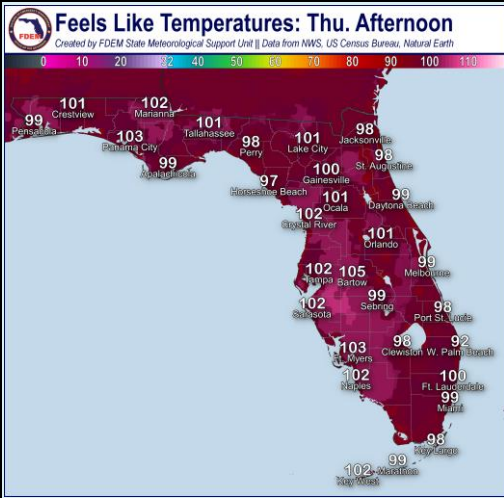 Feels Like Temperatures: Thu. Afternoon
Created by FDEM State Meteorological Support Unit || Data from NWS, US Census Bureau, Natural Earth
FDEM
0 10 20 32 40 50 60 70 80 90 100 110
101
Crestview
102
Marianna
99
Pensacola
103
Panama City
101
Tallahassee
99
Apalachicola
98
Perry
101
Lake City
98
Jacksonville
98
St. Augustine
97
Horseshoe Beach
100
Gainesville
101
Ocala
99
Daytona Beach
102
Crystal River
101
Orlando
99
Melbourne
102
Tampa
105
Bartow
102
Sarasota
99
Sebring
98
Port St. Lucie
103
Ft. Myers
98
Clewiston
92
W. Palm Beach
102
Naples
100
Ft. Lauderdale
99
Miami
98
Key Largo
99
Marathon
102
Key West